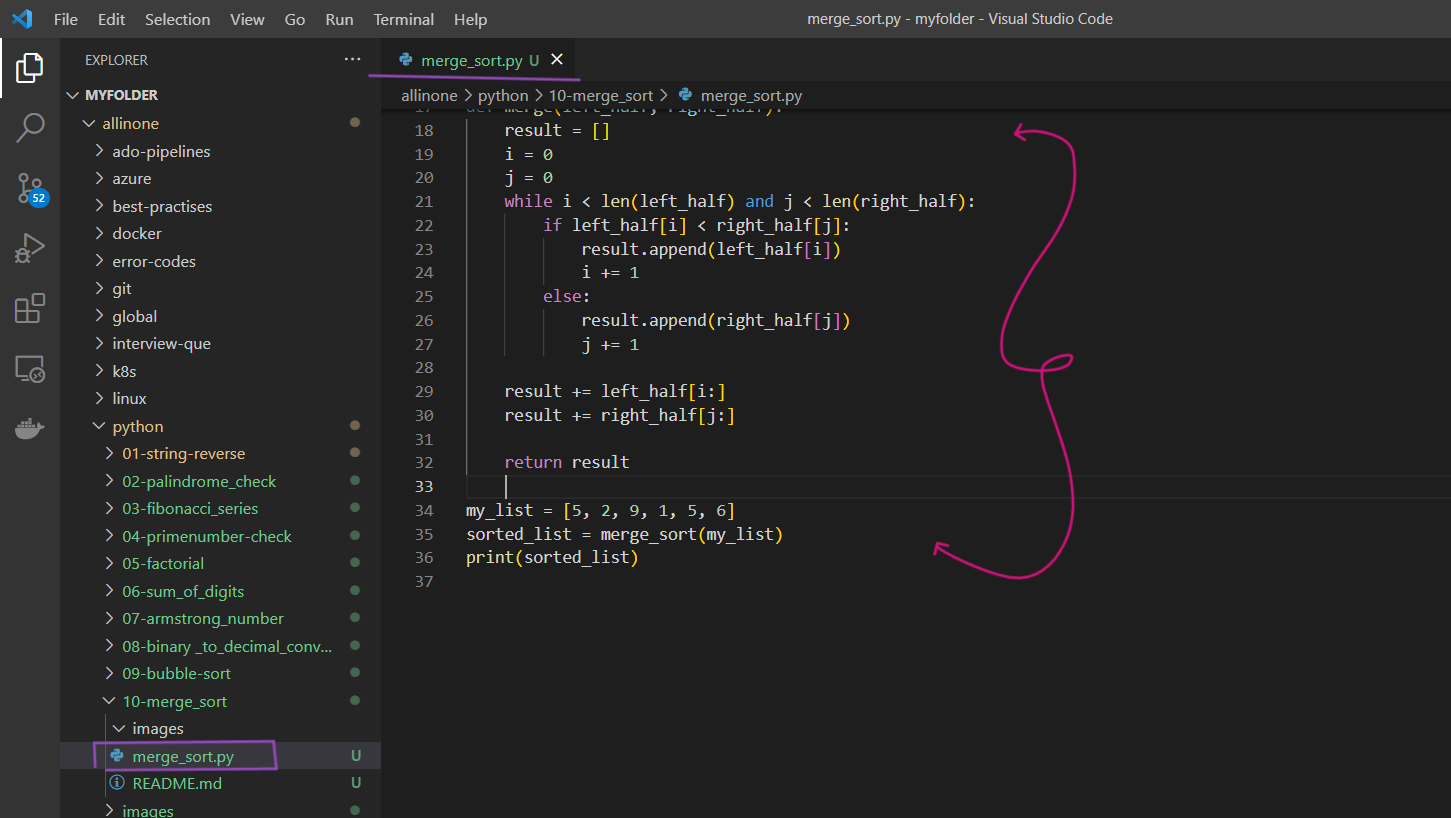 File Edit Selection View Go Run Terminal Help
merge_sort.py - myfolder - Visual Studio Code
EXPLORER
merge_sort.py U
MYFOLDER
allinone > python > 10-merge_sort > merge_sort.py
17 def merge(left_half, right_half):
18 result = []
19 i = 0
20 j = 0
21 while i < len(left_half) and j < len(right_half):
22 if left_half[i] < right_half[j]:
23 result.append(left_half[i])
24 i += 1
25 else:
26 result.append(right_half[j])
27 j += 1
28
29 result += left_half[i:]
30 result += right_half[j:]
31
32 return result
33
34 my_list = [5, 2, 9, 1, 5, 6]
35 sorted_list = merge_sort(my_list)
36 print(sorted_list)
37
allinone
ado-pipelines
azure
52
best-practises
docker
error-codes
git
global
interview-que
k8s
linux
python
01-string-reverse
02-palindrome_check
03-fibonacci_series
04-primenumber-check
05-factorial
06-sum_of_digits
07-armstrong_number
08-binary _to_decimal_conv...
09-bubble-sort
10-merge_sort
images
merge_sort.py U
README.md U
images